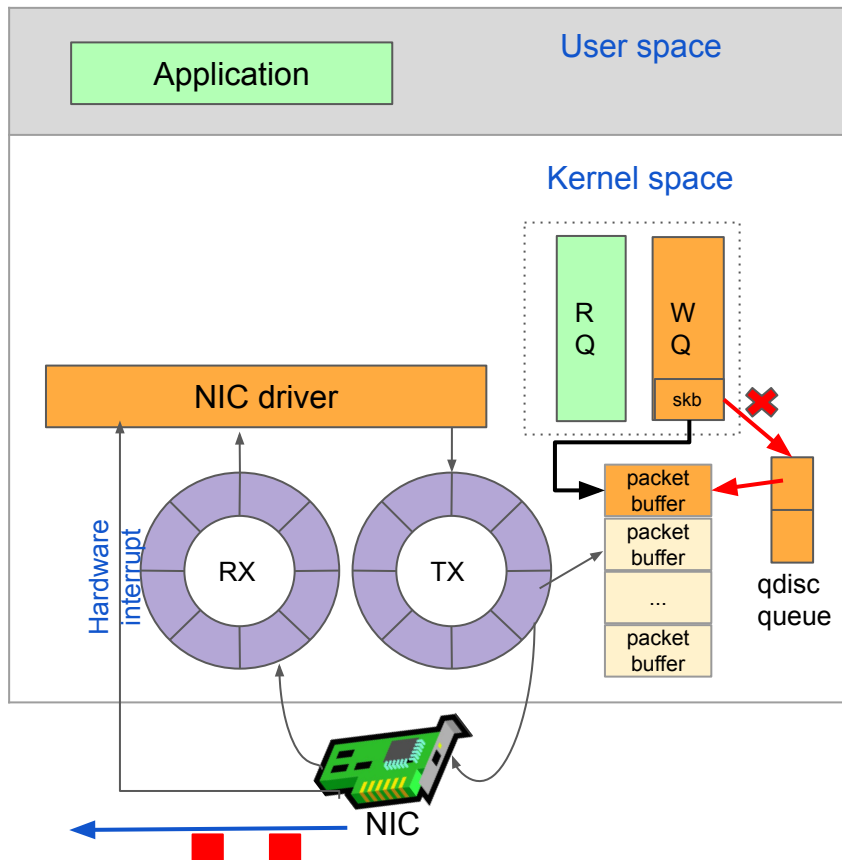 User space
Application
Kernel space
R
Q
W
Q
skb
NIC driver
packet
buffer
packet
buffer
...
packet
buffer
qdisc
queue
RX
TX
Hardware
interrupt
NIC